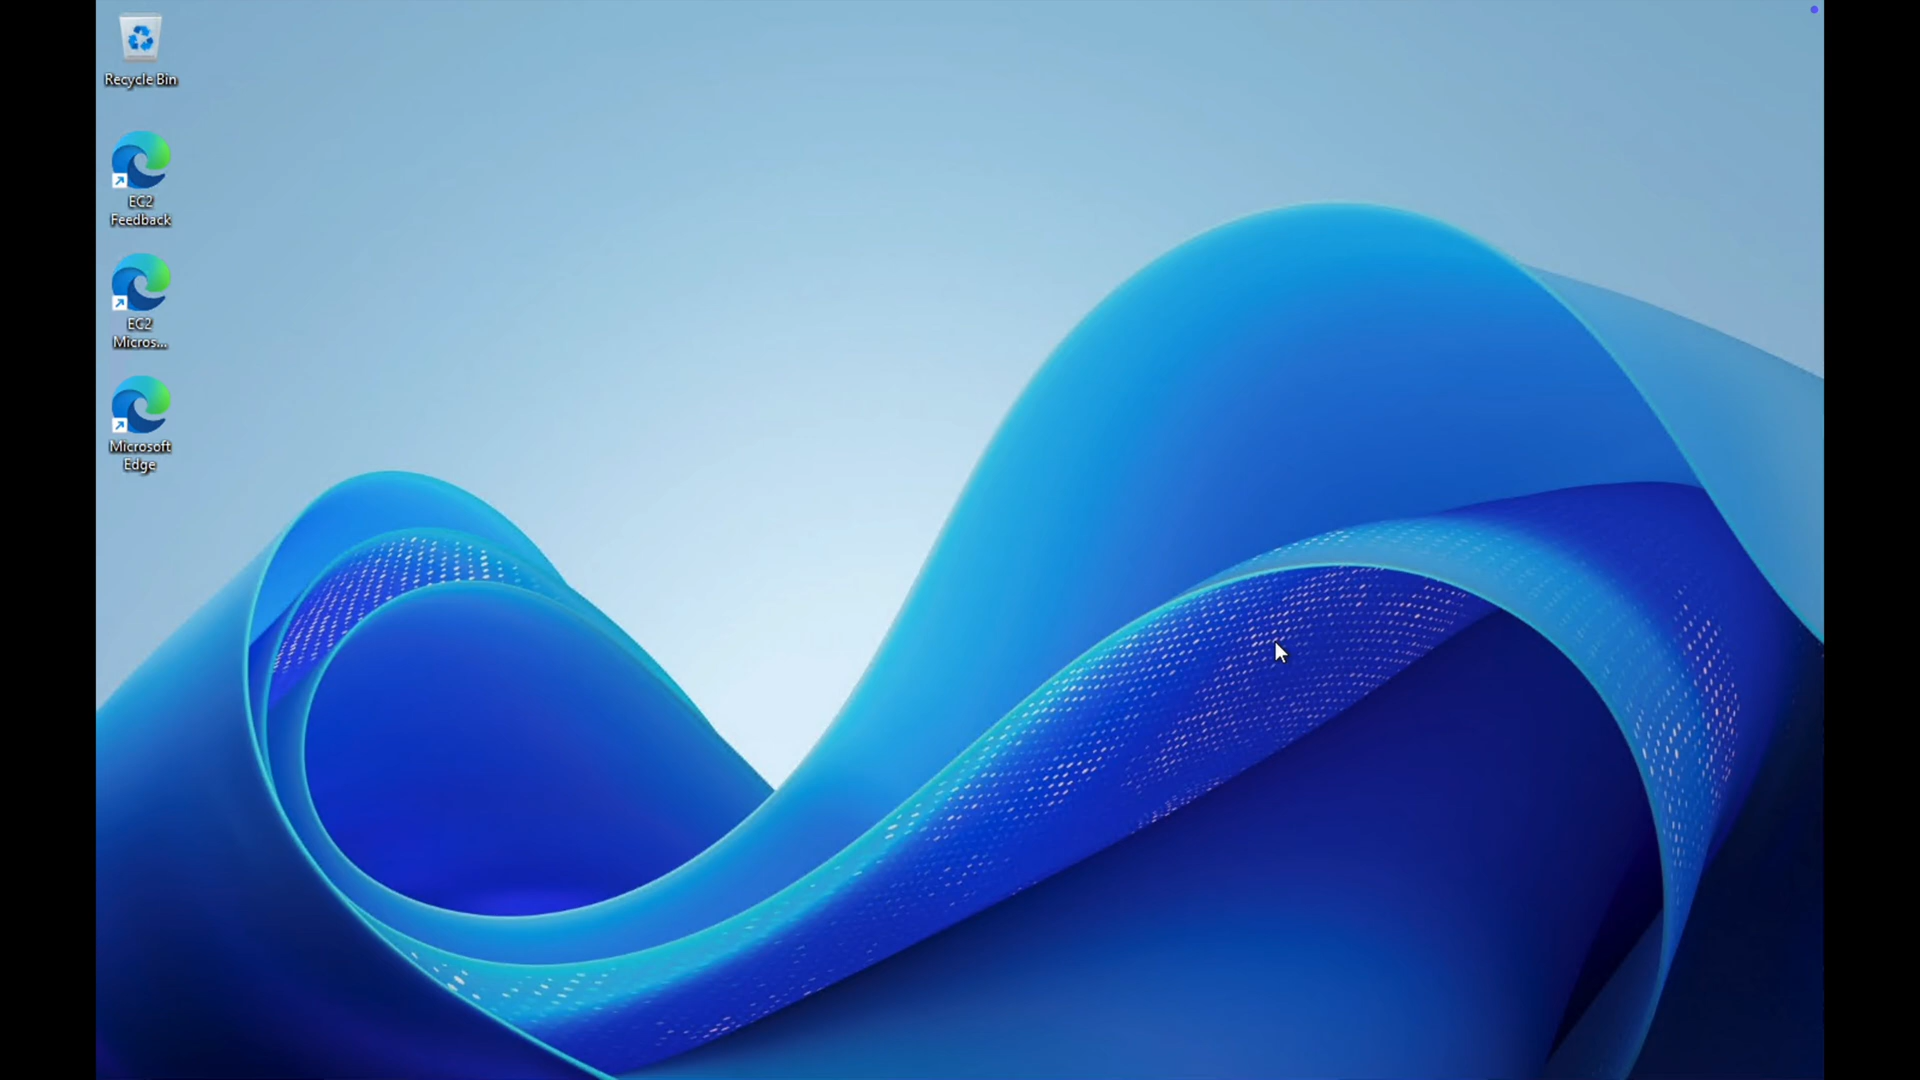 Recycle Bin
EC2
Feedback
EC2
Micros...
Microsoft
Edge